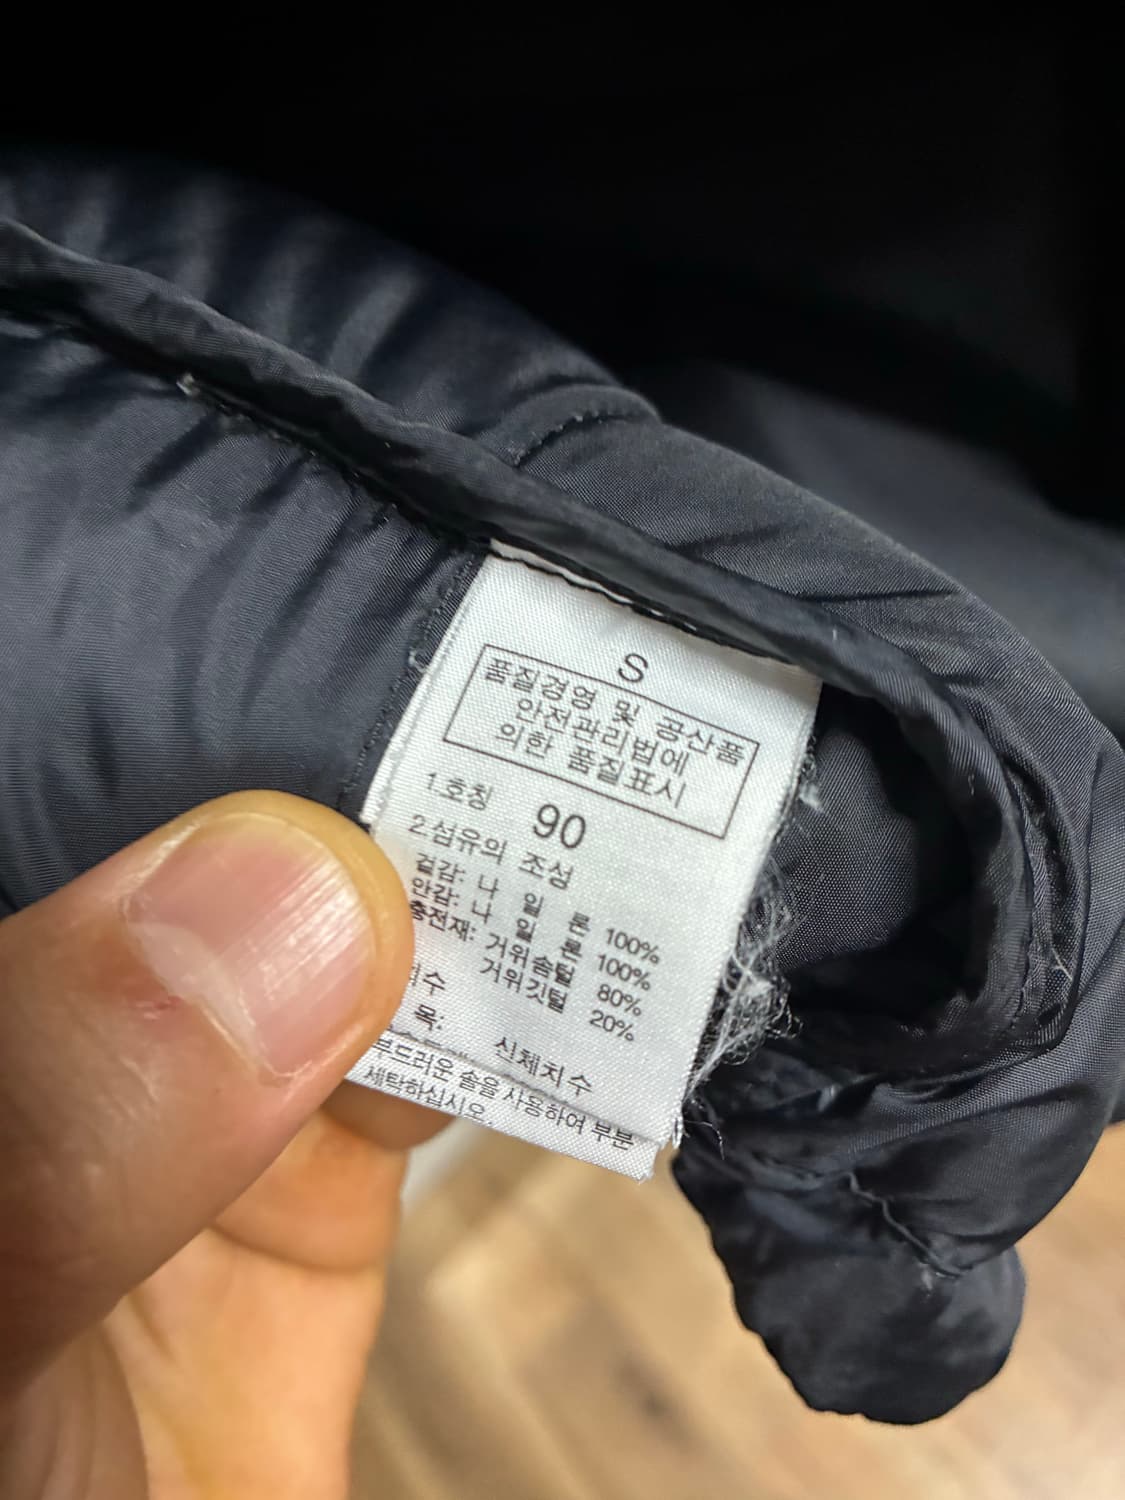 S
품질경영 및 공산품
안전관리법에
의한 품질표시
1.호칭 90
2.섬유의 조성
겉감: 나 일 론 100%
안감: 나 일 론 100%
충전재: 거위솜털 80%
거위깃털 20%
치수
목: 신체치수
부드러운 솔을 사용하여 부분
세탁하십시오.